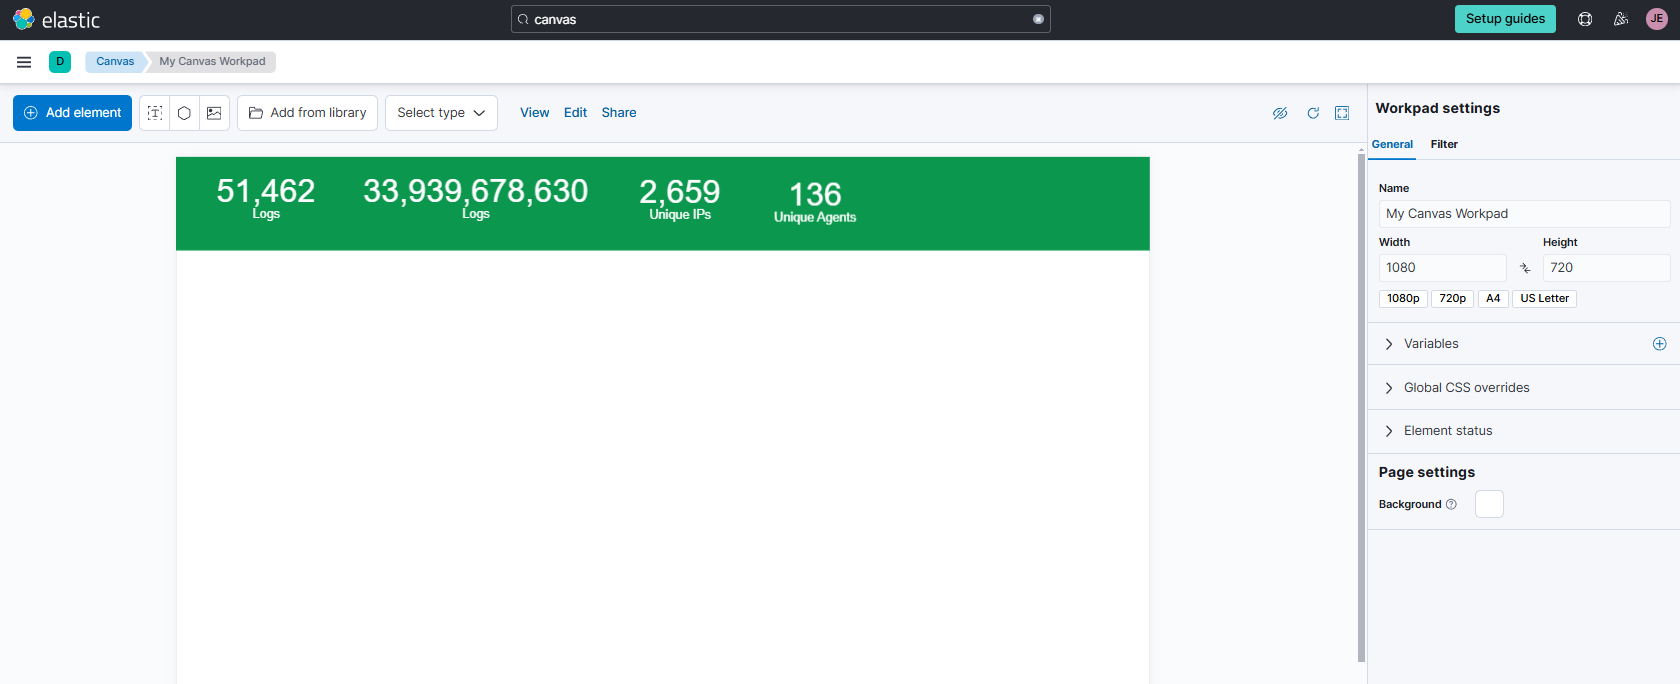 elastic
canvas
Setup guides
JE
D
Canvas
My Canvas Workpad
Add element
T
Add from library
Select type
View
Edit
Share
51,462
Logs
33,939,678,630
Logs
2,659
Unique IPs
136
Unique Agents
Workpad settings
General
Filter
Name
My Canvas Workpad
Width
Height
1080
720
1080p
720p
A4
US Letter
Variables
Global CSS overrides
Element status
Page settings
Background